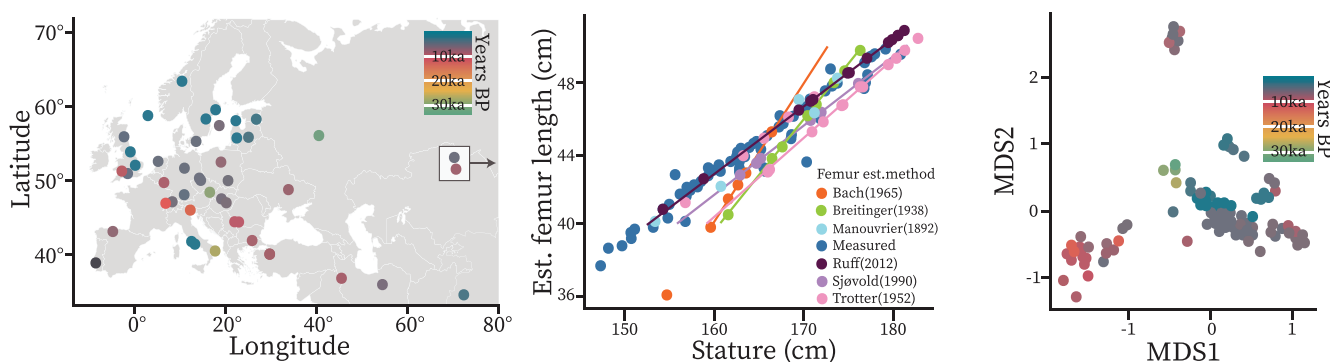 70°
60°
50°
40°
Latitude
0°
20°
40°
60°
80°
Longitude
Years BP
10ka
20ka
30ka
Est. femur length (cm)
48
44
40
36
150
160
170
180
Stature (cm)
Femur est.method
Bach(1965)
Breitinger(1938)
Manouvrier(1892)
Measured
Ruff(2012)
Sjøvold(1990)
Trotter(1952)
MDS2
2
1
0
-1
-1
0
1
MDS1
Years BP
10ka
20ka
30ka